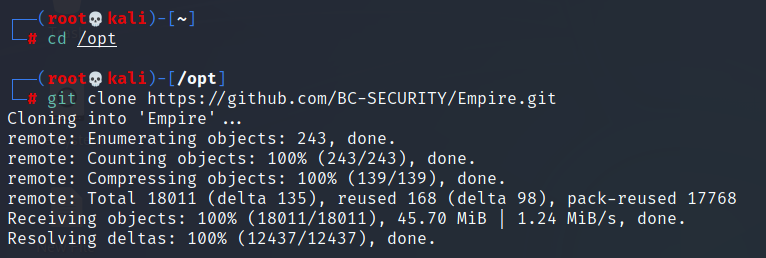 ┌──(root💀kali)-[~]
└─# cd /opt
┌──(root💀kali)-[/opt]
└─# git clone https://github.com/BC-SECURITY/Empire.git
Cloning into 'Empire'...
remote: Enumerating objects: 243, done.
remote: Counting objects: 100% (243/243), done.
remote: Compressing objects: 100% (139/139), done.
remote: Total 18011 (delta 135), reused 168 (delta 98), pack-reused 17768
Receiving objects: 100% (18011/18011), 45.70 MiB | 1.24 MiB/s, done.
Resolving deltas: 100% (12437/12437), done.